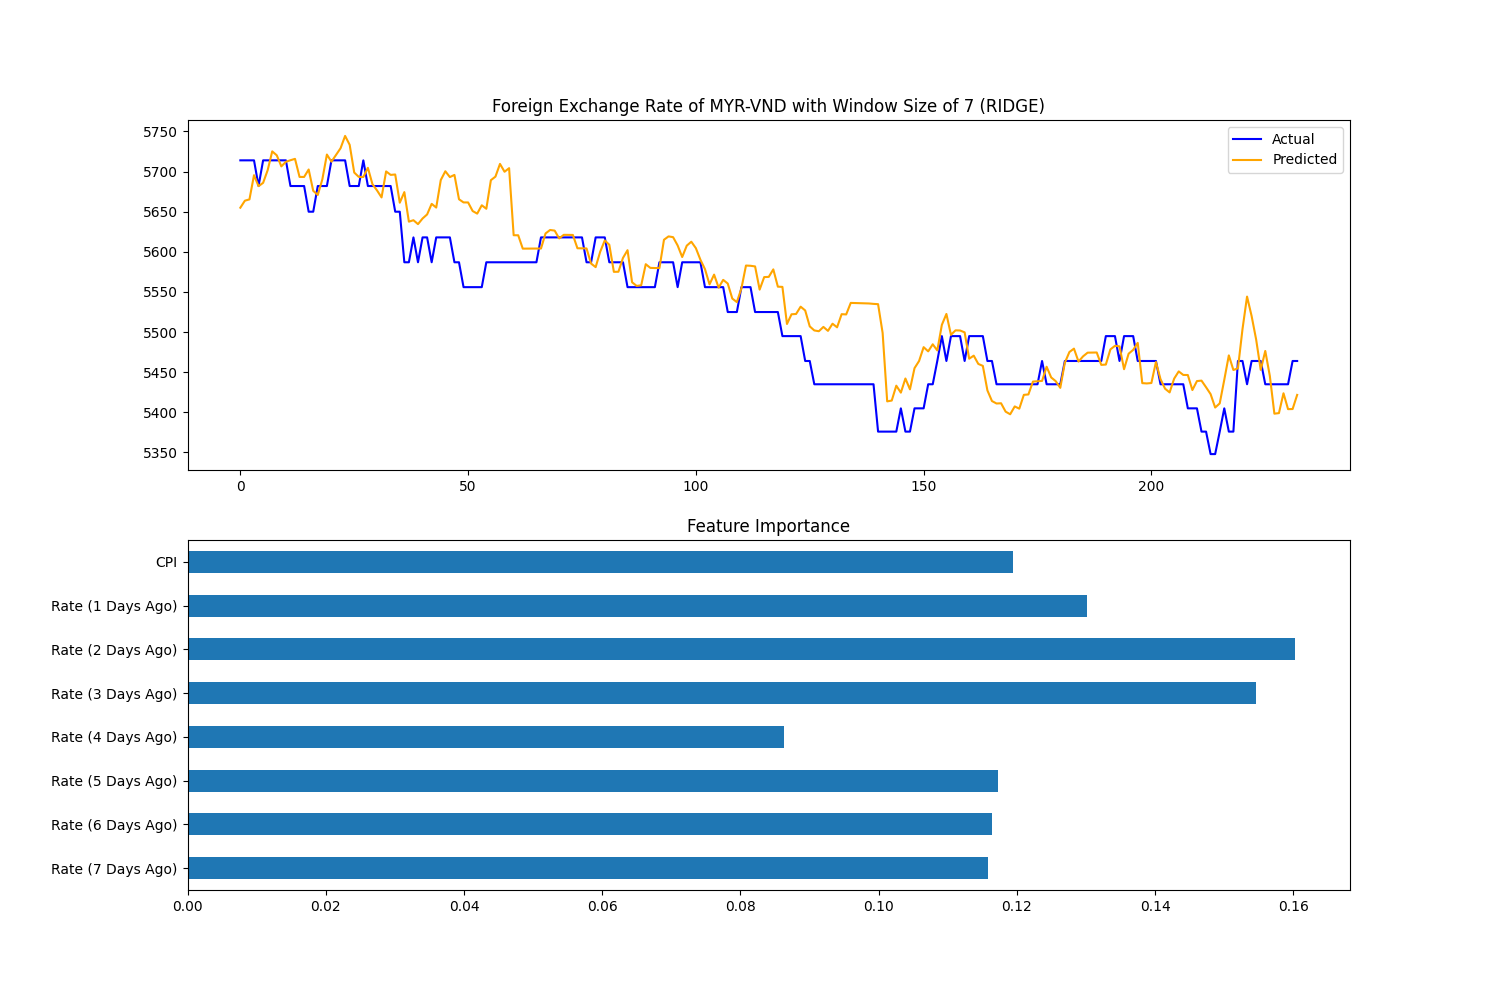 Foreign Exchange Rate of MYR-VND with Window Size of 7 (RIDGE)
Actual
Predicted
5750
5700
5650
5600
5550
5500
5450
5400
5350
0 50 100 150 200
Feature Importance
CPI
Rate (1 Days Ago)
Rate (2 Days Ago)
Rate (3 Days Ago)
Rate (4 Days Ago)
Rate (5 Days Ago)
Rate (6 Days Ago)
Rate (7 Days Ago)
0.00 0.02 0.04 0.06 0.08 0.10 0.12 0.14 0.16